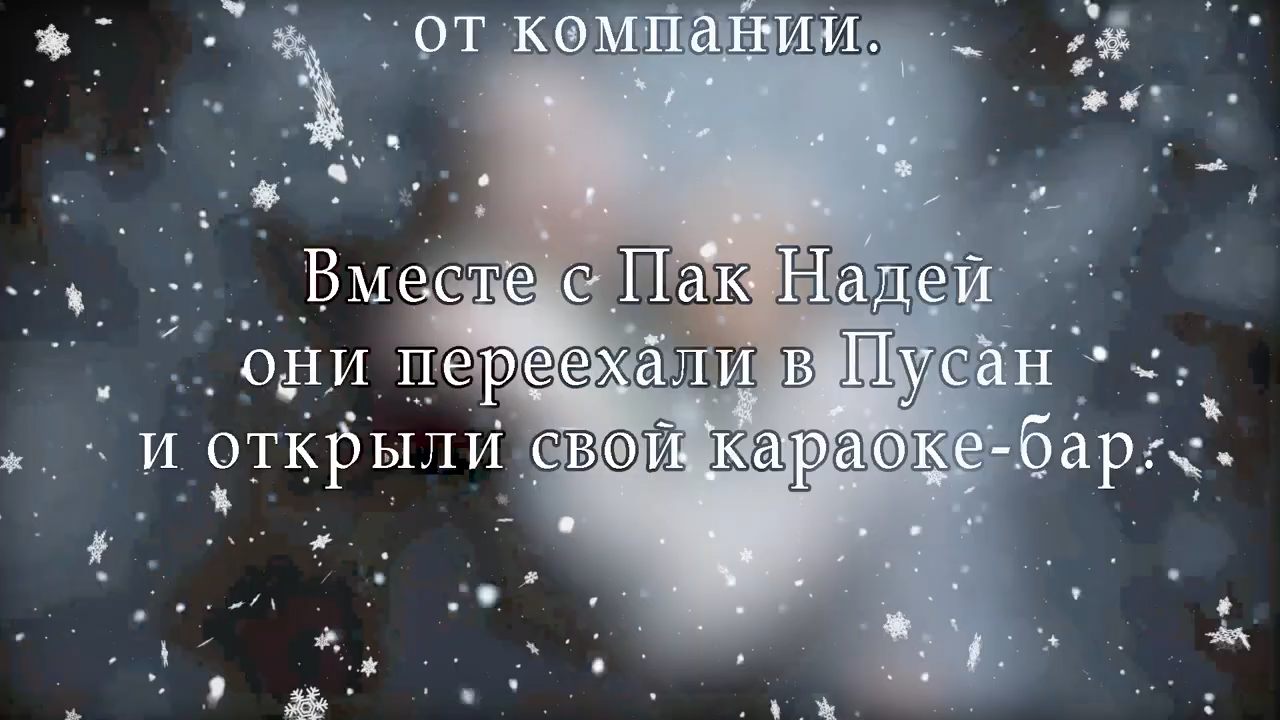 от компании.
Вместе с Пак Надей
они переехали в Пусан
и открыли свой караоке-бар.